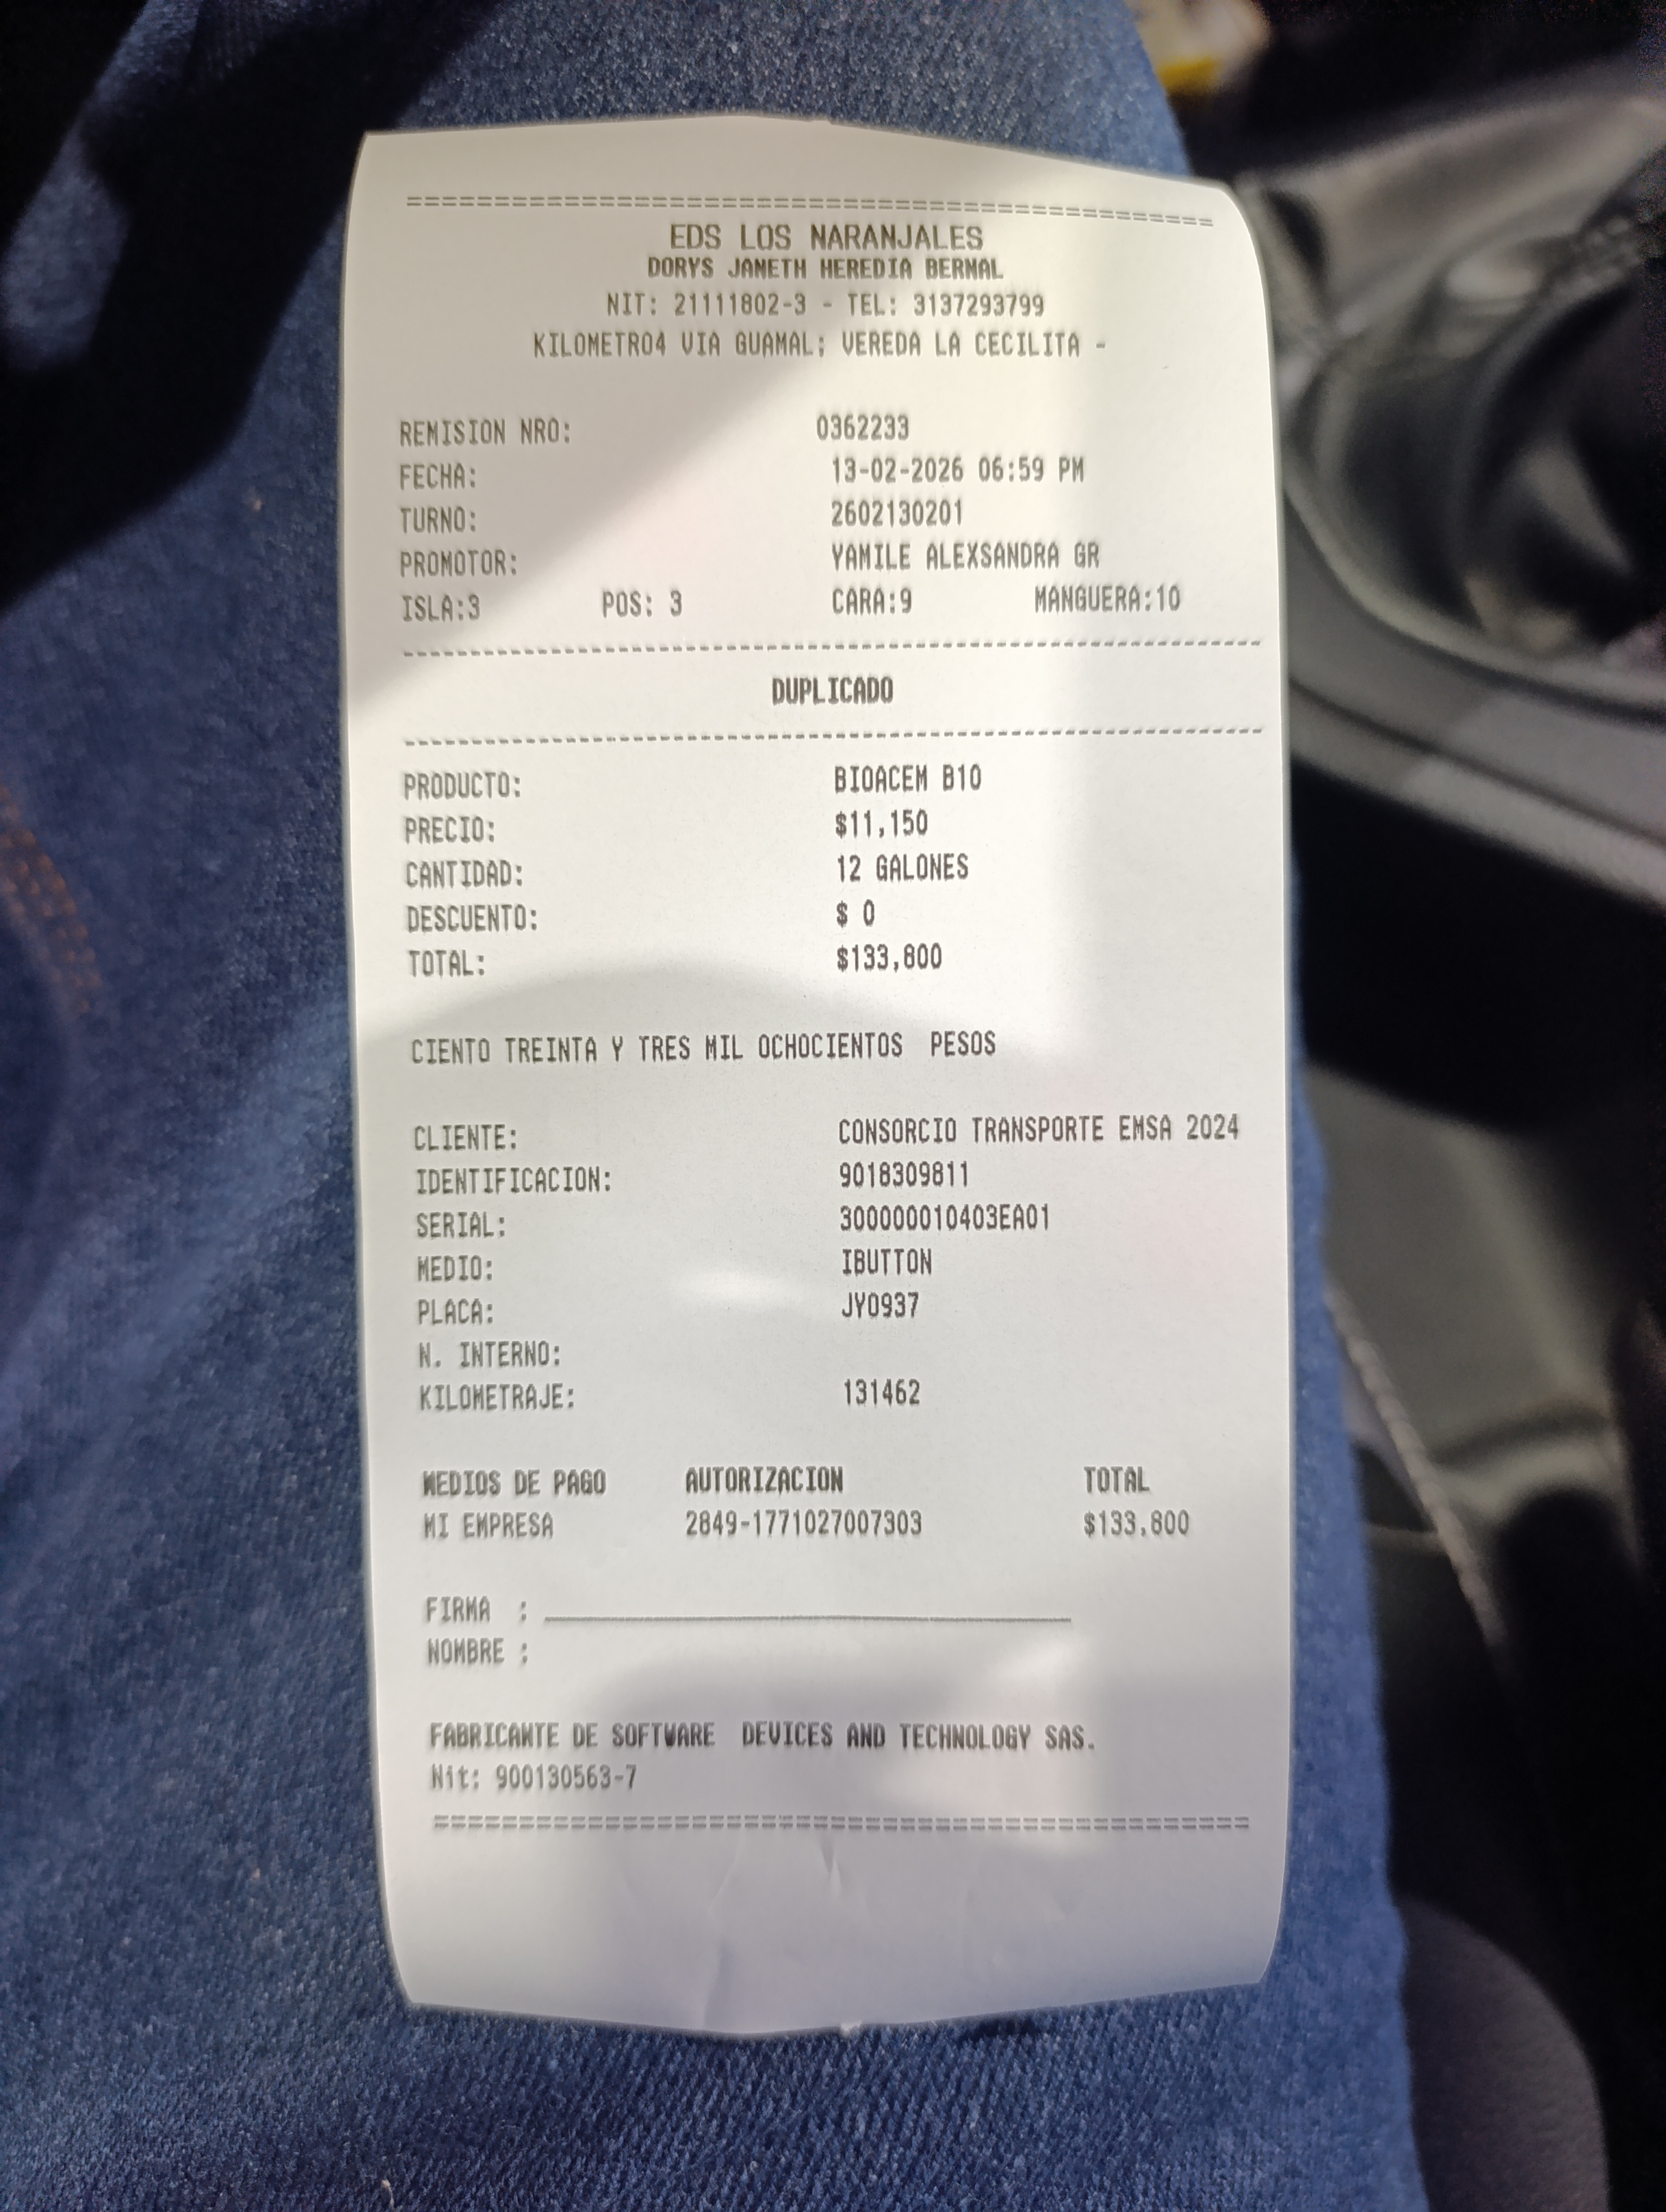 ========================================
EDS LOS NARANJALES
DORYS JANETH HEREDIA BERNAL
NIT: 21111802-3 - TEL: 3137293799
KILOMETRO4 VIA GUAMAL; VEREDA LA CECILITA -
REMISION NRO: 0362233
FECHA: 13-02-2026 06:59 PM
TURNO: 2602130201
PROMOTOR: YAMILE ALEXSANDRA GR
ISLA:3 POS: 3 CARA:9 MANGUERA:10
----------------------------------------
DUPLICADO
----------------------------------------
PRODUCTO: BIOACEM B10
PRECIO: $11,150
CANTIDAD: 12 GALONES
DESCUENTO: $ 0
TOTAL: $133,800
CIENTO TREINTA Y TRES MIL OCHOCIENTOS  PESOS
CLIENTE: CONSORCIO TRANSPORTE EMSA 2024
IDENTIFICACION: 9018309811
SERIAL: 300000010403EA01
MEDIO: IBUTTON
PLACA: JYO937
N. INTERNO:
KILOMETRAJE: 131462
MEDIOS DE PAGO AUTORIZACION TOTAL
MI EMPRESA 2849-1771027007303 $133,800
FIRMA : ______________________________
NOMBRE :
FABRICANTE DE SOFTWARE  DEVICES AND TECHNOLOGY SAS.
Nit: 900130563-7
========================================